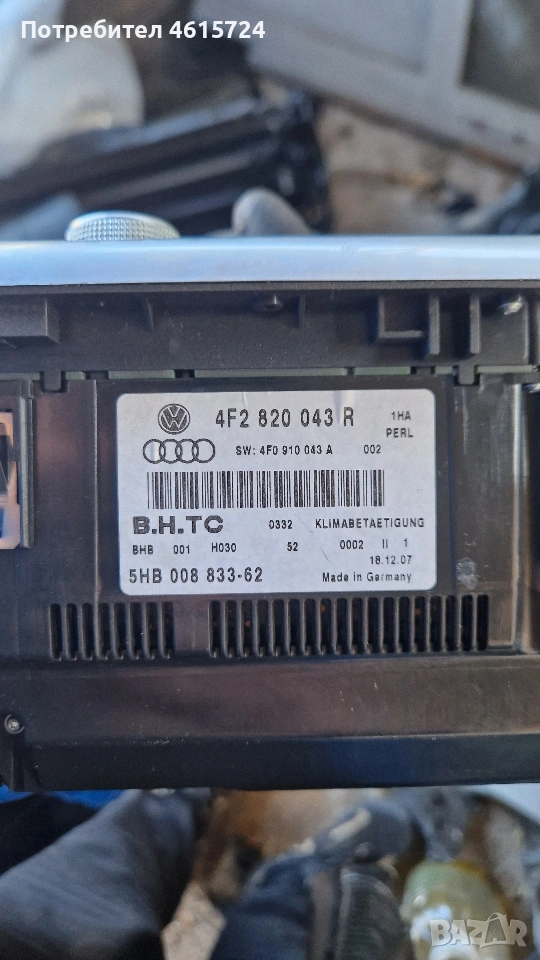 Потребител 4615724
4F2 820 043 R 1HA
PERL
SW: 4F0 910 043 A 002
B.H.TC 0332 KLIMABETAETIGUNG
BHB 001 H030 52 0002 II 1
18.12.07
5HB 008 833-62 Made in Germany
BAZAR